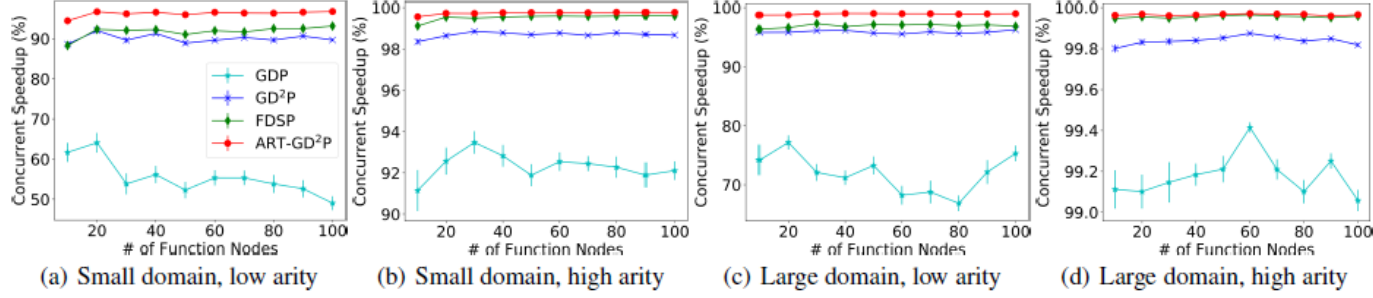 Concurrent Speedup (%)
90
80
70
60
50
20
40
60
80
100
# of Function Nodes
GDP
GD²P
FDSP
ART-GD²P
(a) Small domain, low arity
Concurrent Speedup (%)
100
98
96
94
92
90
20
40
60
80
100
# of Function Nodes
(b) Small domain, high arity
Concurrent Speedup (%)
100
90
80
70
20
40
60
80
100
# of Function Nodes
(c) Large domain, low arity
Concurrent Speedup (%)
100.0
99.8
99.6
99.4
99.2
99.0
20
40
60
80
100
# of Function Nodes
(d) Large domain, high arity